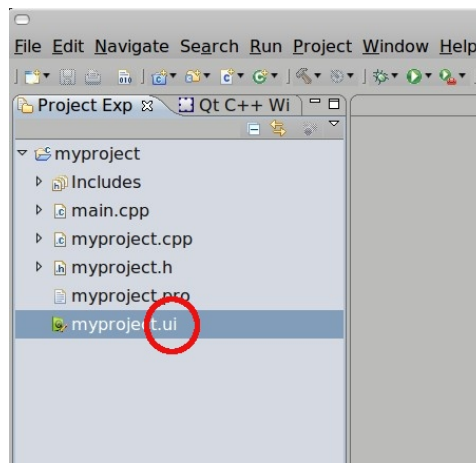 File Edit Navigate Search Run Project Window Help
Project Exp Qt C++ Wi
myproject
Includes
main.cpp
myproject.cpp
myproject.h
myproject.pro
myproject.ui